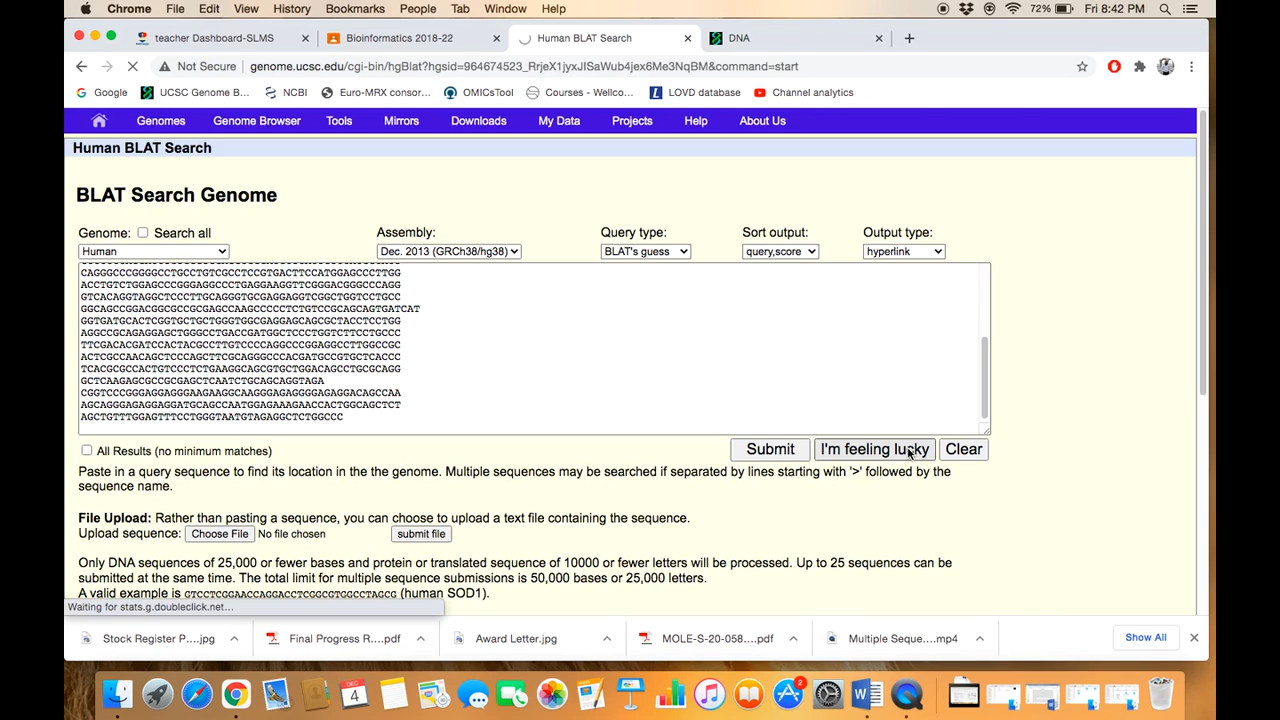 Chrome File Edit View History Bookmarks People Tab Window Help 72% Fri 8:42 PM
teacher Dashboard-SLMS Bioinformatics 2018-22 Human BLAT Search DNA
Not Secure genome.ucsc.edu/cgi-bin/hgBlat?hgsid=964674523_RrjeX1jyxJISaWub4jex6Me3NqBM&command=start
Google UCSC Genome B... NCBI Euro-MRX consor... OMICsTool Courses - Wellco... LOVD database Channel analytics
Genomes Genome Browser Tools Mirrors Downloads My Data Projects Help About Us
Human BLAT Search
BLAT Search Genome
Genome: Search all Assembly: Query type: Sort output: Output type:
Human Dec. 2013 (GRCh38/hg38) BLAT's guess query,score hyperlink
CAGGGCCCGGGGCCTGCCTGTCGCCTCCGTGACTTCCATGGAGCCCTTGG
ACCTGTCTGGAGCCCGGGAGGCCCTGAGGAAGGTTCGGGACGGGCCCAGG
GTCACAGGTAGGCTCCCTTGCAGGGTGCGAGGAGGTCGGCTGGTCCTGCC
GGCAGCCGGACGGCGCCGCGAGCCAAGCCCCCTCTGTCCGCAGCAGTGATCAT
GGTGATGCACTCGGTGCTGCTGGGTGGCGAGGAGCAGCGCTACCTCCTGG
AGGCCGCAGAGGAGCTGGGCCTGACCGATGGCTCCCTGGTCTTCCTGCCC
TTCGACACGATCCACTACGCCTTGTCCCCAGGCCCGGAGGCCTTGGCCGC
ACTCGCCAACAGCTCCCAGCTTCGCAGGGCCCACGATGCCGTGCTCACCC
TCACGCGCCACTGTCCCTCTGAAGGCAGCGTGCTGGACAGCCTGCGCAGG
GCTCAAGAGCGCCGCGAGCTCAATCTGCAGCAGGTAGA
CGGTCCCGGGAGGAGGGAAGAAGGCAAGGGAGAGGGGAGAGGACAGCCAA
AGCAGGGAGAGGAGGATGCAGCCAATGGAGAAAGAACCACTGGCAGCTCT
AGCTGTTTGGAGTTTCCTGGGTAATGTAGAGGCTCTGGCCC
All Results (no minimum matches) Submit I'm feeling lucky Clear
Paste in a query sequence to find its location in the the genome. Multiple sequences may be searched if separated by lines starting with '>' followed by the
sequence name.
File Upload: Rather than pasting a sequence, you can choose to upload a text file containing the sequence.
Upload sequence: Choose File No file chosen submit file
Only DNA sequences of 25,000 or fewer bases and protein or translated sequence of 10000 or fewer letters will be processed. Up to 25 sequences can be
submitted at the same time. The total limit for multiple sequence submissions is 50,000 bases or 25,000 letters.
A valid example is GTCCTCGGAACCAGGACCTCGGCGTGGCCTAGCG (human SOD1).
Waiting for stats.g.doubleclick.net...
Stock Register P....jpg Final Progress R....pdf Award Letter.jpg MOLE-S-20-058....pdf Multiple Seque....mp4 Show All
DEC
4
2